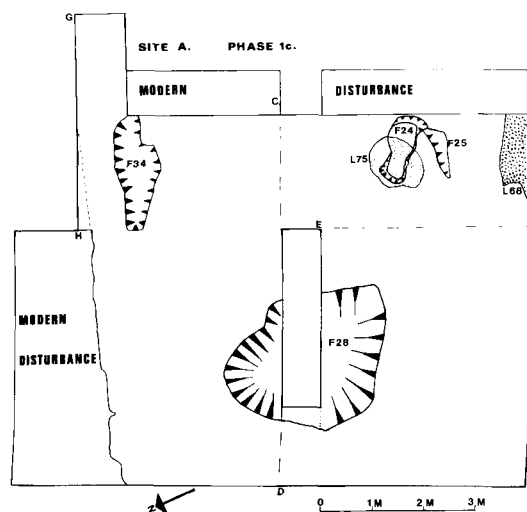 G
SITE A. PHASE 1c.
MODERN
C
DISTURBANCE
F24
F25
L75
F34
L68
H
E
MODERN
DISTURBANCE
F28
D
N
0 1M 2M 3M